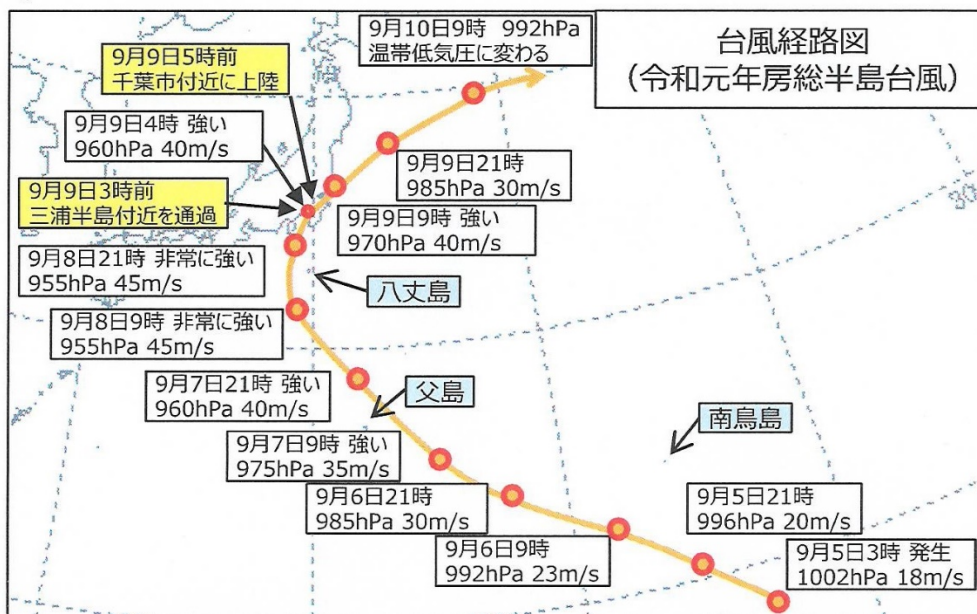 台風経路図
（令和元年房総半島台風）
9月10日9時　992hPa
温帯低気圧に変わる
9月9日5時前
千葉市付近に上陸
9月9日4時 強い
960hPa 40m/s
9月9日21時
985hPa 30m/s
9月9日3時前
三浦半島付近を通過
9月9日9時 強い
970hPa 40m/s
9月8日21時 非常に強い
955hPa 45m/s
八丈島
9月8日9時 非常に強い
955hPa 45m/s
9月7日21時 強い
960hPa 40m/s
父島
南鳥島
9月7日9時 強い
975hPa 35m/s
9月6日21時
985hPa 30m/s
9月5日21時
996hPa 20m/s
9月6日9時
992hPa 23m/s
9月5日3時 発生
1002hPa 18m/s